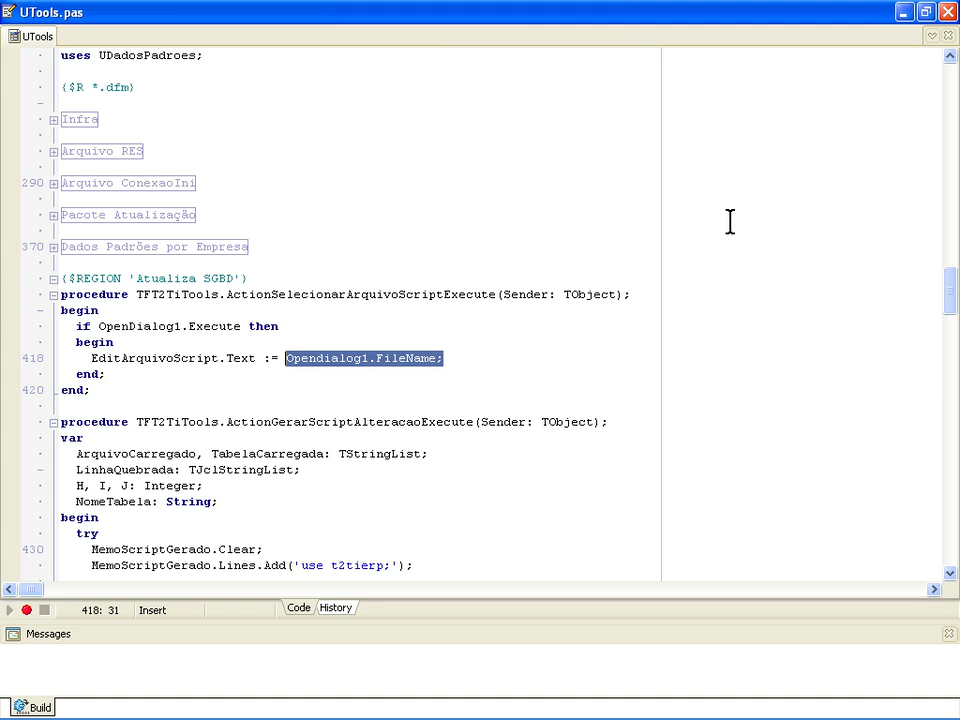 UTools.pas
UTools
uses UDadosPadroes;
{$R *.dfm}
Infra
Arquivo RES
290 Arquivo ConexaoIni
Pacote Atualização
370 Dados Padrões por Empresa
{$REGION 'Atualiza SGBD'}
procedure TFT2TiTools.ActionSelecionarArquivoScriptExecute(Sender: TObject);
begin
if OpenDialog1.Execute then
begin
418 EditArquivoScript.Text := Opendialog1.FileName;
end;
420 end;
procedure TFT2TiTools.ActionGerarScriptAlteracaoExecute(Sender: TObject);
var
ArquivoCarregado, TabelaCarregada: TStringList;
LinhaQuebrada: TJclStringList;
H, I, J: Integer;
NomeTabela: String;
begin
try
430 MemoScriptGerado.Clear;
MemoScriptGerado.Lines.Add('use t2tierp;');
418: 31 Insert Code History
Messages
Build